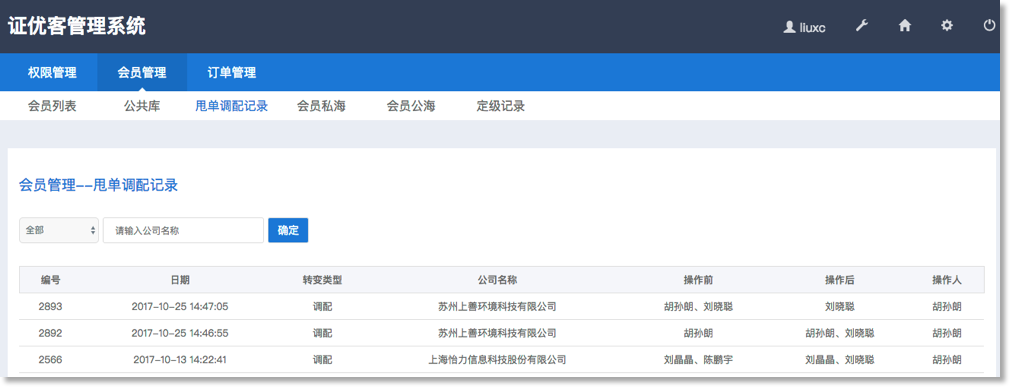 证优客管理系统 liuxc
权限管理 会员管理 订单管理
会员列表 公共库 甩单调配记录 会员私海 会员公海 定级记录
会员管理--甩单调配记录
全部 请输入公司名称 确定
编号 日期 转变类型 公司名称 操作前 操作后 操作人
2893 2017-10-25 14:47:05 调配 苏州上善环境科技有限公司 胡孙朗、刘晓聪 刘晓聪 胡孙朗
2892 2017-10-25 14:46:55 调配 苏州上善环境科技有限公司 胡孙朗 胡孙朗、刘晓聪 胡孙朗
2566 2017-10-13 14:22:41 调配 上海怡力信息科技股份有限公司 刘晶晶、陈鹏宇 刘晶晶、刘晓聪 胡孙朗